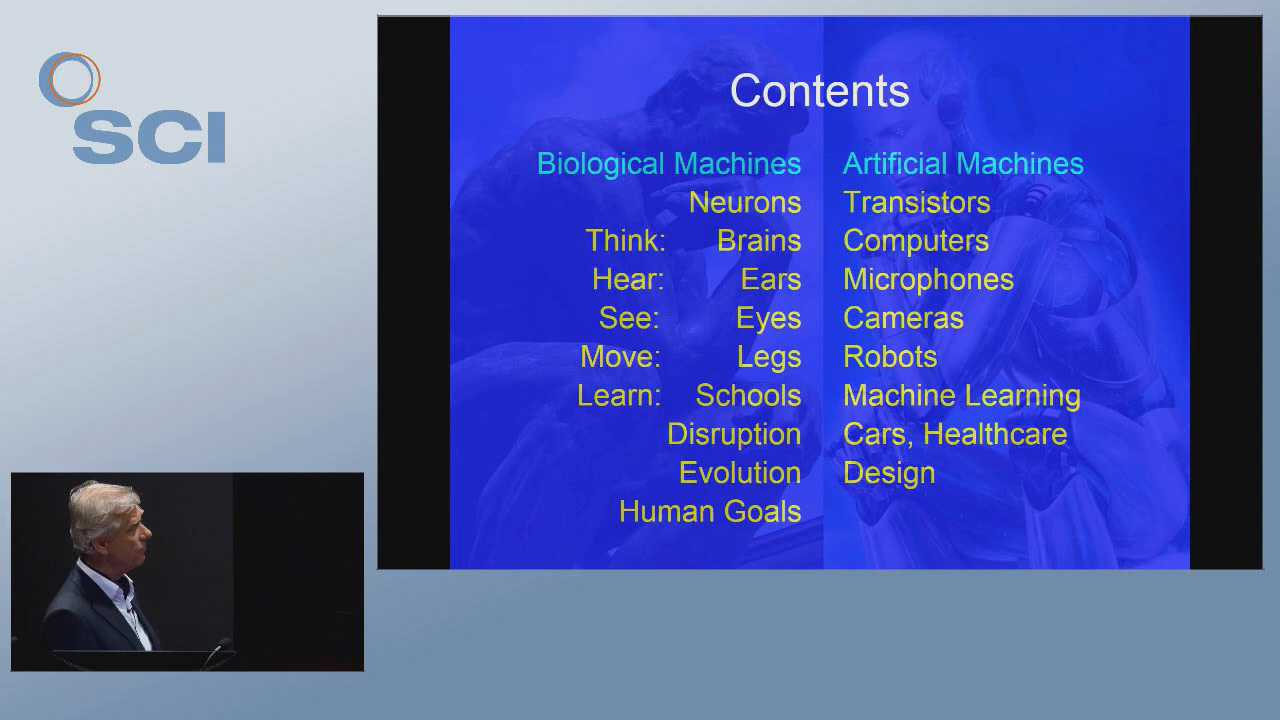 SCI
Contents
Biological Machines Artificial Machines
Neurons Transistors
Think: Brains Computers
Hear: Ears Microphones
See: Eyes Cameras
Move: Legs Robots
Learn: Schools Machine Learning
Disruption Cars, Healthcare
Evolution Design
Human Goals